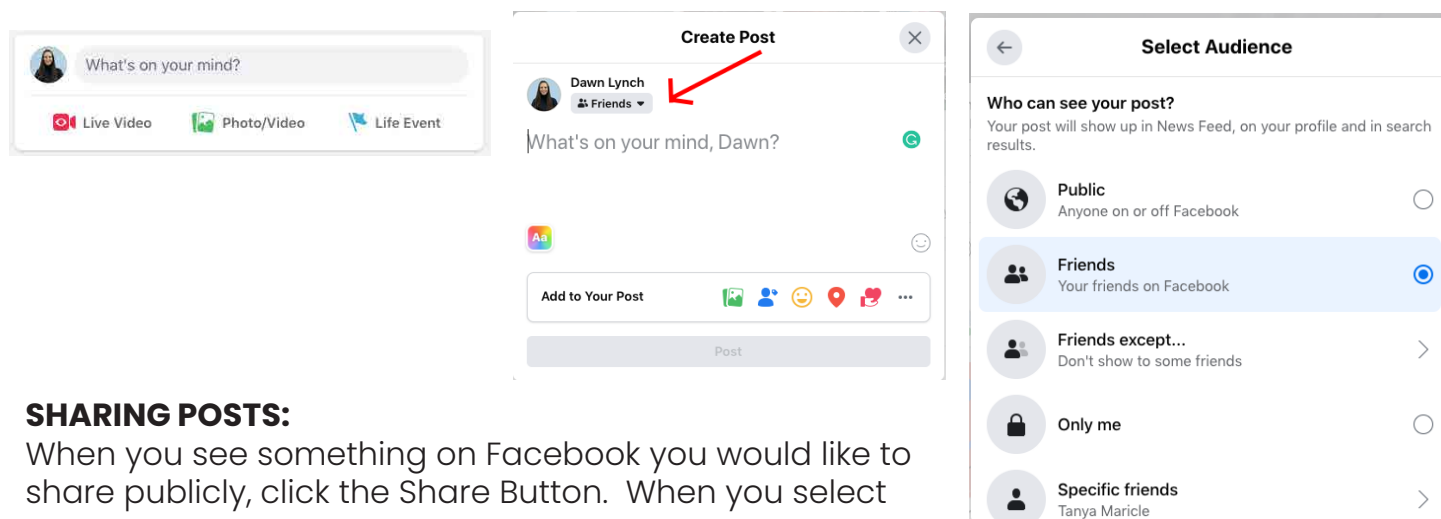 What's on your mind?
Live Video Photo/Video Life Event
Create Post
Dawn Lynch
Friends
What's on your mind, Dawn?
Aa
Add to Your Post
Post
Select Audience
Who can see your post?
Your post will show up in News Feed, on your profile and in search
results.
Public
Anyone on or off Facebook
Friends
Your friends on Facebook
Friends except...
Don't show to some friends
Only me
Specific friends
Tanya Maricle
SHARING POSTS:
When you see something on Facebook you would like to
share publicly, click the Share Button. When you select